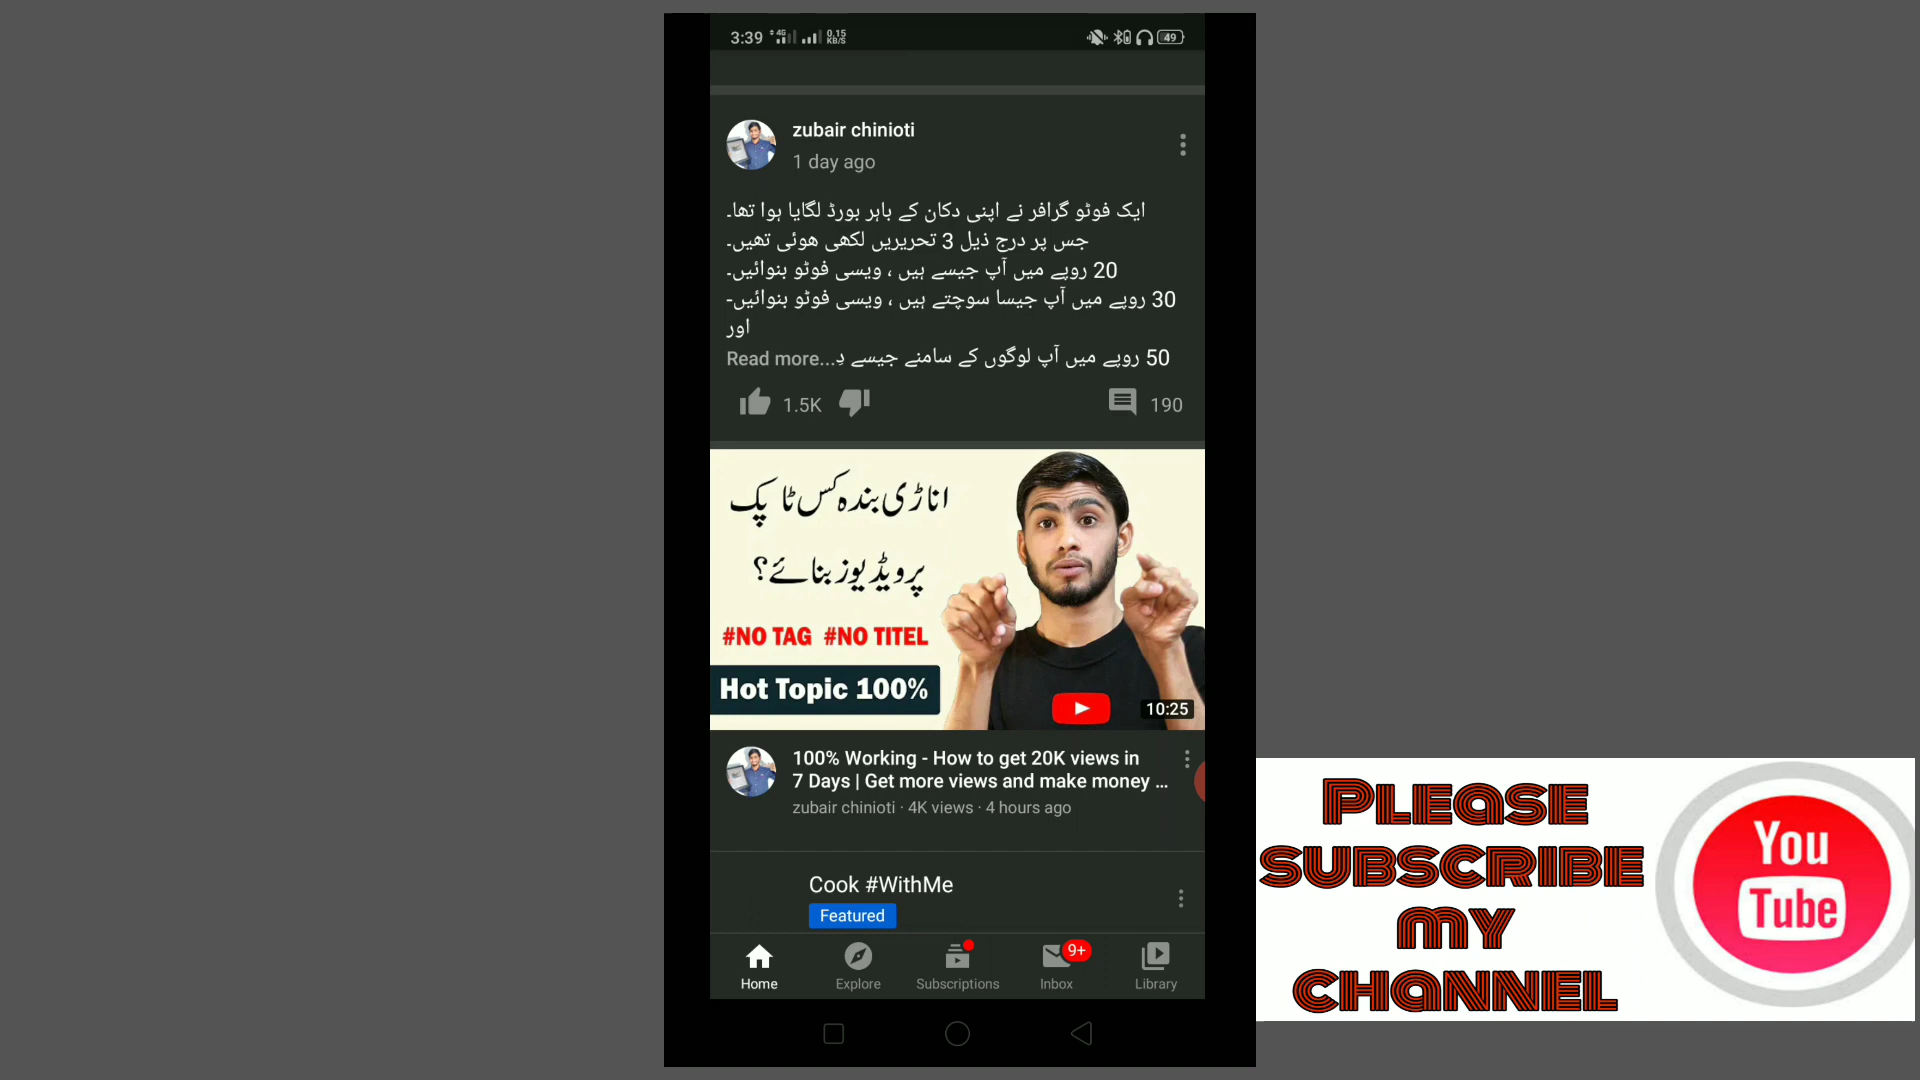 3:39 4G 0.15 KB/S 49
zubair chinioti
1 day ago
ایک فوٹو گرافر نے اپنی دکان کے باہر بورڈ لگایا ہوا تھا۔
جس پر درج ذیل 3 تحریریں لکھی ھوئی تھیں۔
20 روپے میں آپ جیسے ہیں ، ویسی فوٹو بنوائیں۔
30 روپے میں آپ جیسا سوچتے ہیں ، ویسی فوٹو بنوائیں-
اور
50 روپے میں آپ لوگوں کے سامنے جیسے دِ...Read more
1.5K 190
اناڑی بندہ کس ٹاپک
پر ویڈیوز بنائے؟
#NO TAG #NO TITEL
Hot Topic 100%
10:25
100% Working - How to get 20K views in
7 Days | Get more views and make money ...
zubair chinioti · 4K views · 4 hours ago
Cook #WithMe
Featured
9+
Home Explore Subscriptions Inbox Library
PLEASE
SUBSCRIBE
MY
CHANNEL
You
Tube